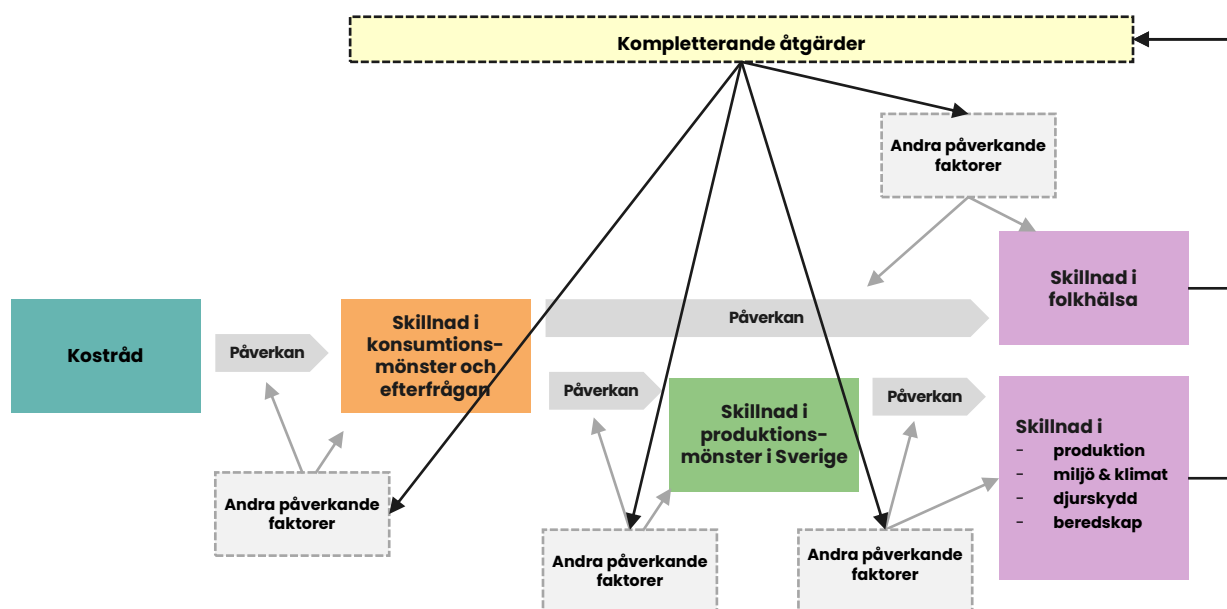 Kompletterande åtgärder
Andra påverkande
faktorer
Skillnad i
folkhälsa
Kostråd
Påverkan
Skillnad i
konsumtions-
mönster och
efterfrågan
Påverkan
Påverkan
Skillnad i
produktions-
mönster i Sverige
Påverkan
Skillnad i
- produktion
- miljö & klimat
- djurskydd
- beredskap
Andra påverkande
faktorer
Andra påverkande
faktorer
Andra påverkande
faktorer